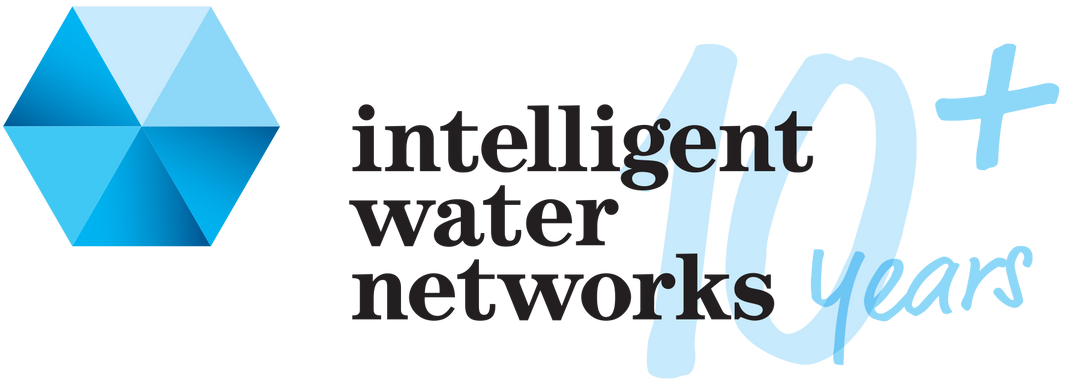 intelligent
water
networks
10+
years